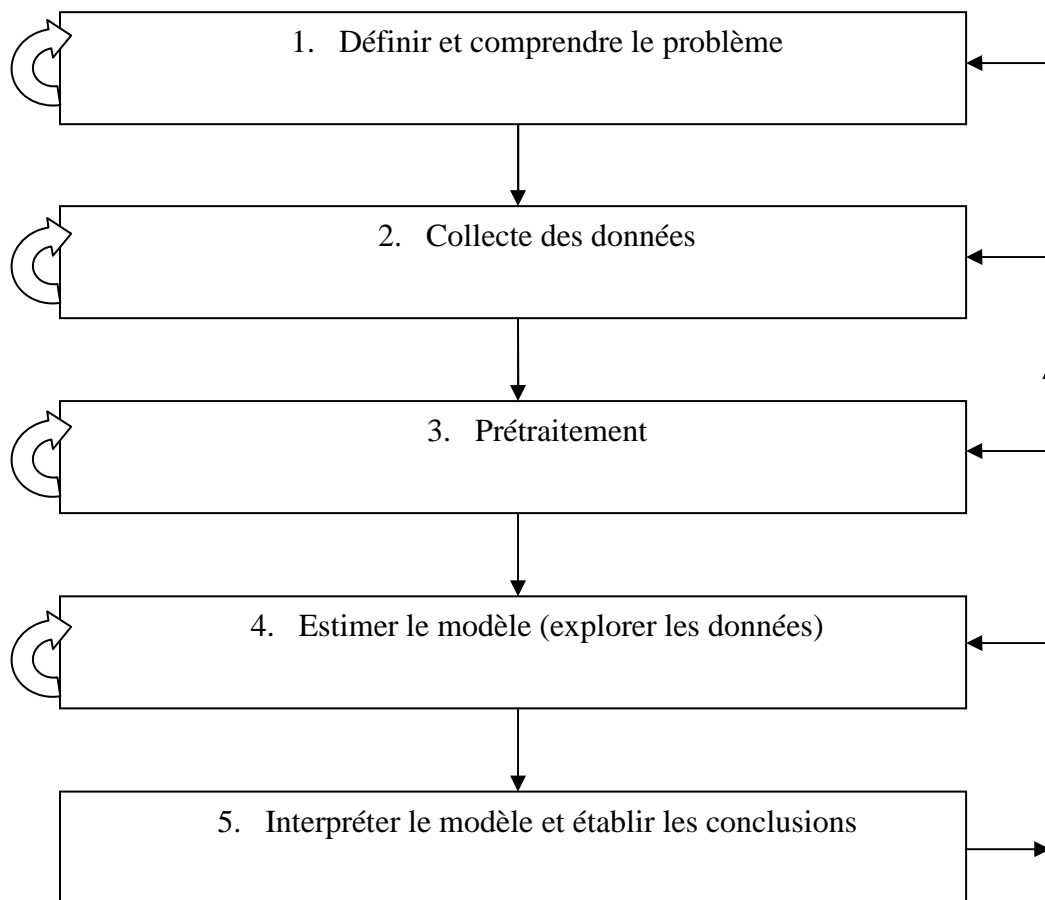 1. Définir et comprendre le problème
2. Collecte des données
3. Prétraitement
4. Estimer le modèle (explorer les données)
5. Interpréter le modèle et établir les conclusions